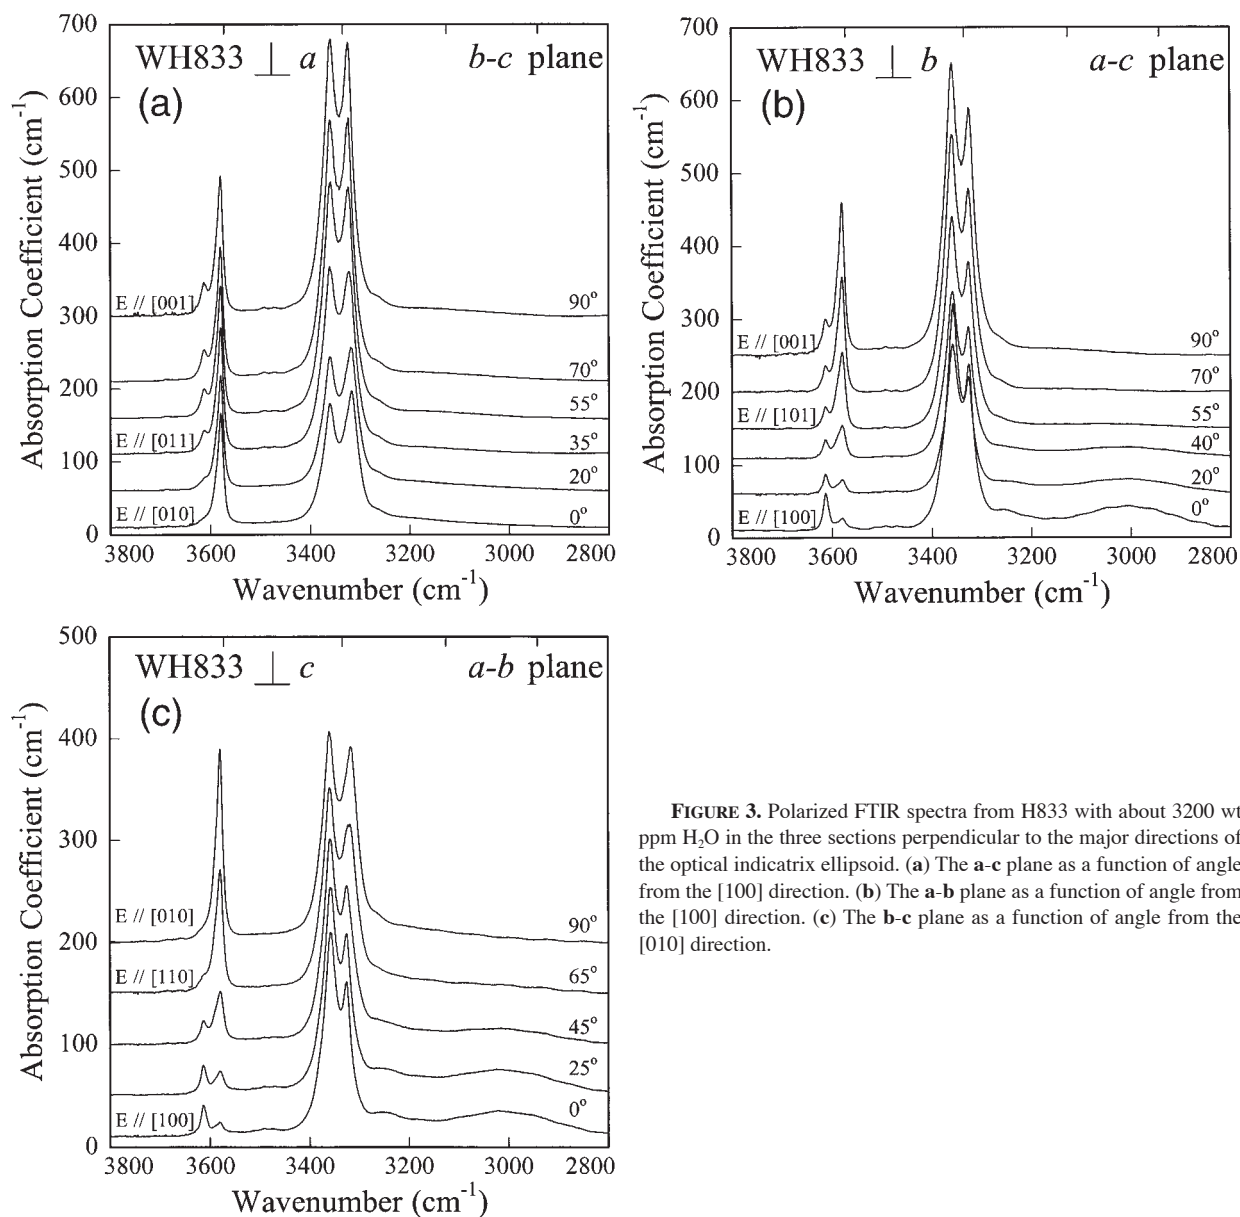 WH833 ⊥ a b-c plane
(a)
Absorption Coefficient (cm⁻¹)
700
600
500
400
300
200
100
0
E // [001]
E // [011]
E // [010]
90°
70°
55°
35°
20°
0°
3800 3600 3400 3200 3000 2800
Wavenumber (cm⁻¹)
WH833 ⊥ b a-c plane
(b)
Absorption Coefficient (cm⁻¹)
700
600
500
400
300
200
100
0
E // [001]
E // [101]
E // [100]
90°
70°
55°
40°
20°
0°
3800 3600 3400 3200 3000 2800
Wavenumber (cm⁻¹)
WH833 ⊥ c a-b plane
(c)
Absorption Coefficient (cm⁻¹)
500
400
300
200
100
0
E // [010]
E // [110]
E // [100]
90°
65°
45°
25°
0°
3800 3600 3400 3200 3000 2800
Wavenumber (cm⁻¹)
FIGURE 3. Polarized FTIR spectra from H833 with about 3200 wt
ppm H₂O in the three sections perpendicular to the major directions of
the optical indicatrix ellipsoid. (a) The a-c plane as a function of angle
from the [100] direction. (b) The a-b plane as a function of angle from
the [100] direction. (c) The b-c plane as a function of angle from the
[010] direction.